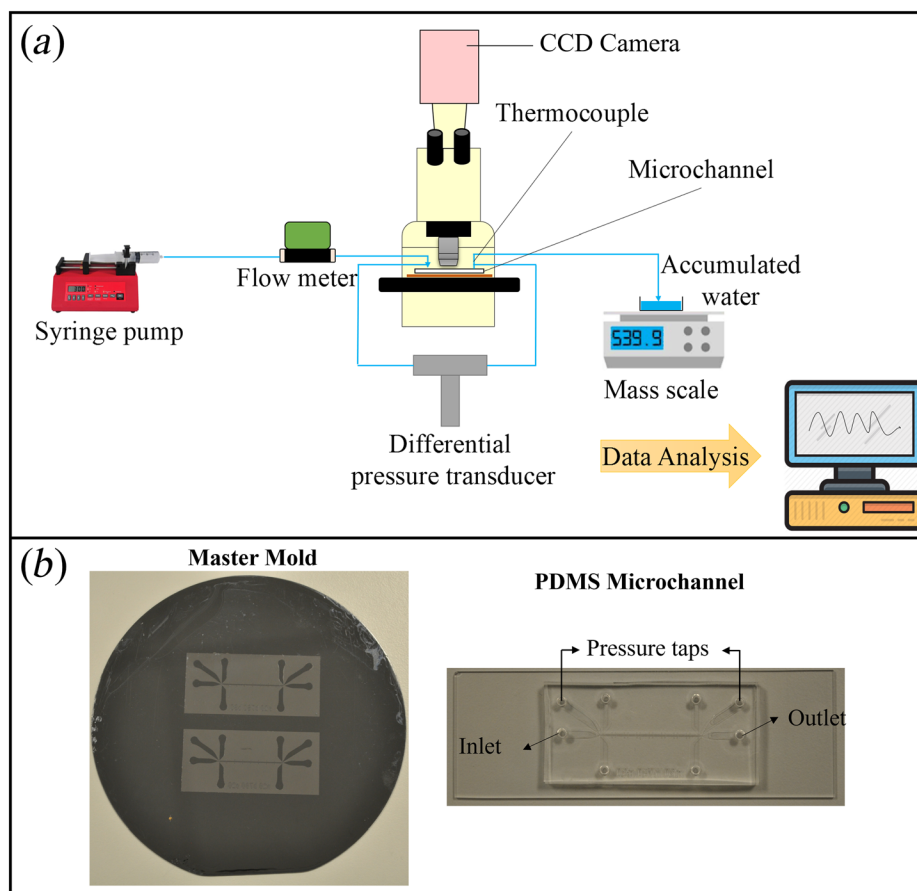 (a)
CCD Camera
Thermocouple
Microchannel
Flow meter
Accumulated
water
Syringe pump
539.9
Mass scale
Differential
pressure transducer
Data Analysis
(b)
Master Mold
PDMS Microchannel
Pressure taps
Inlet
Outlet